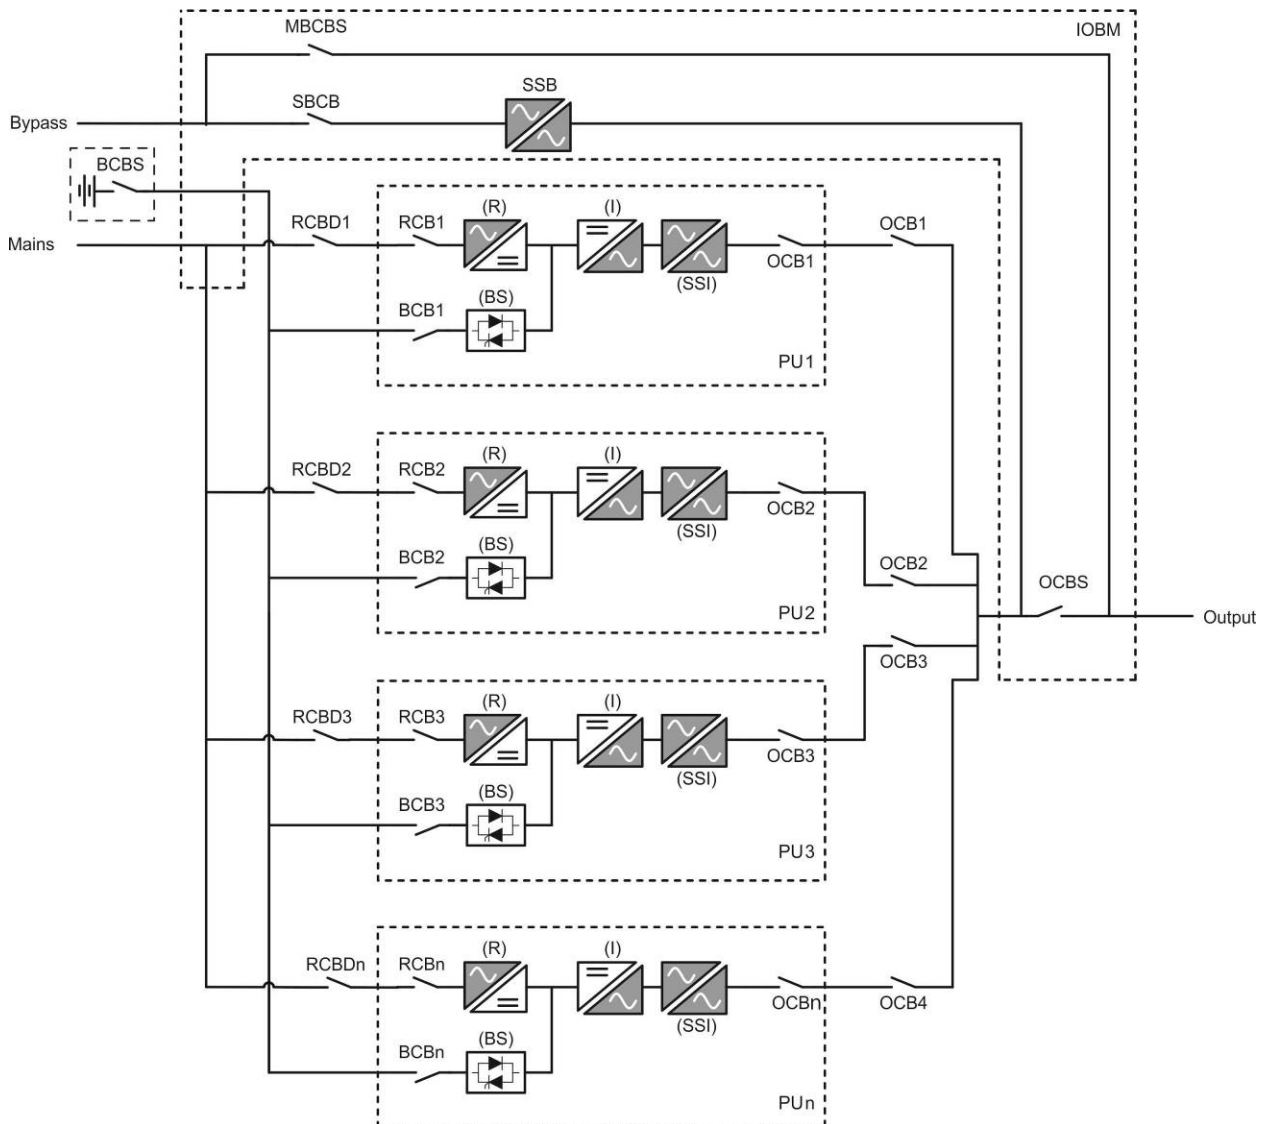 MBCBS
IOBM
SSB
SBCB
Bypass
BCBS
(R)
(I)
RCBD1
RCB1
OCB1
Mains
OCB1
(SSI)
(BS)
BCB1
PU1
(R)
(I)
RCBD2
RCB2
OCB2
(SSI)
(BS)
BCB2
OCB2
OCBS
PU2
Output
OCB3
(R)
(I)
RCBD3
RCB3
OCB3
(SSI)
(BS)
BCB3
PU3
(R)
(I)
RCBDn
RCBn
OCBn
OCB4
(SSI)
(BS)
BCBn
PUn